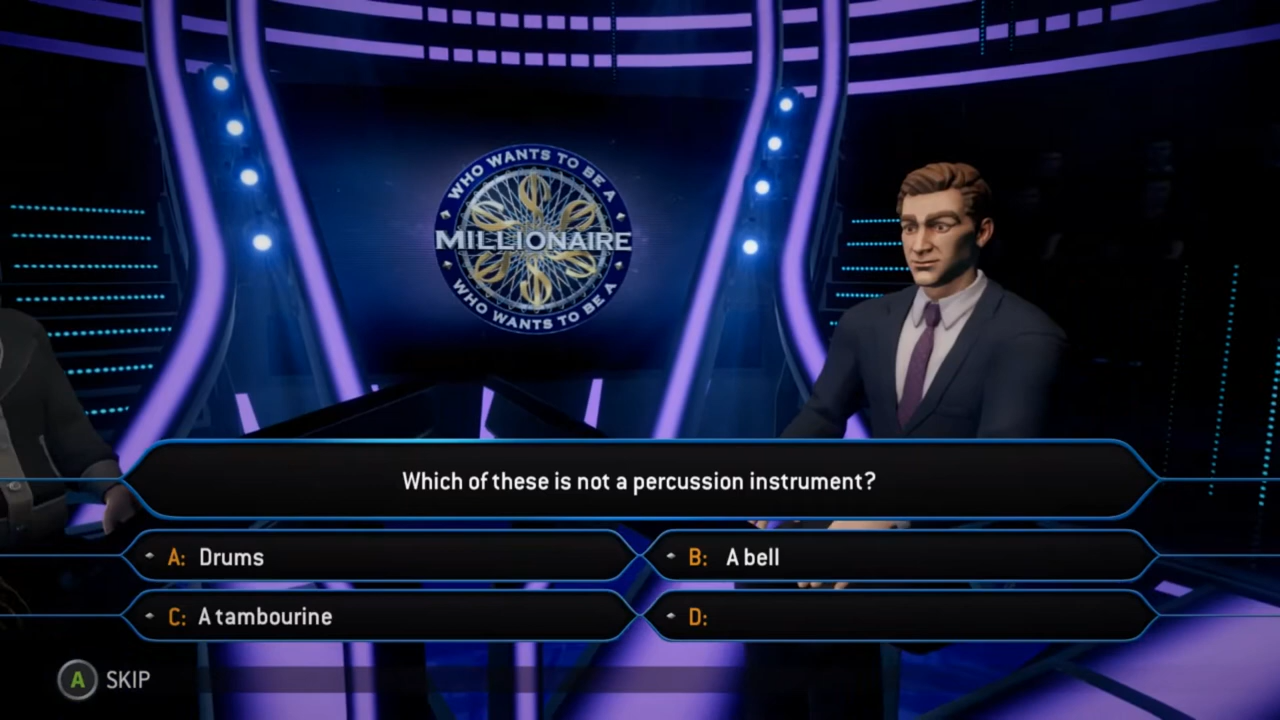 WHO WANTS TO BE A
MILLIONAIRE
WHO WANTS TO BE A
Which of these is not a percussion instrument?
A: Drums
B: A bell
C: A tambourine
D:
A SKIP